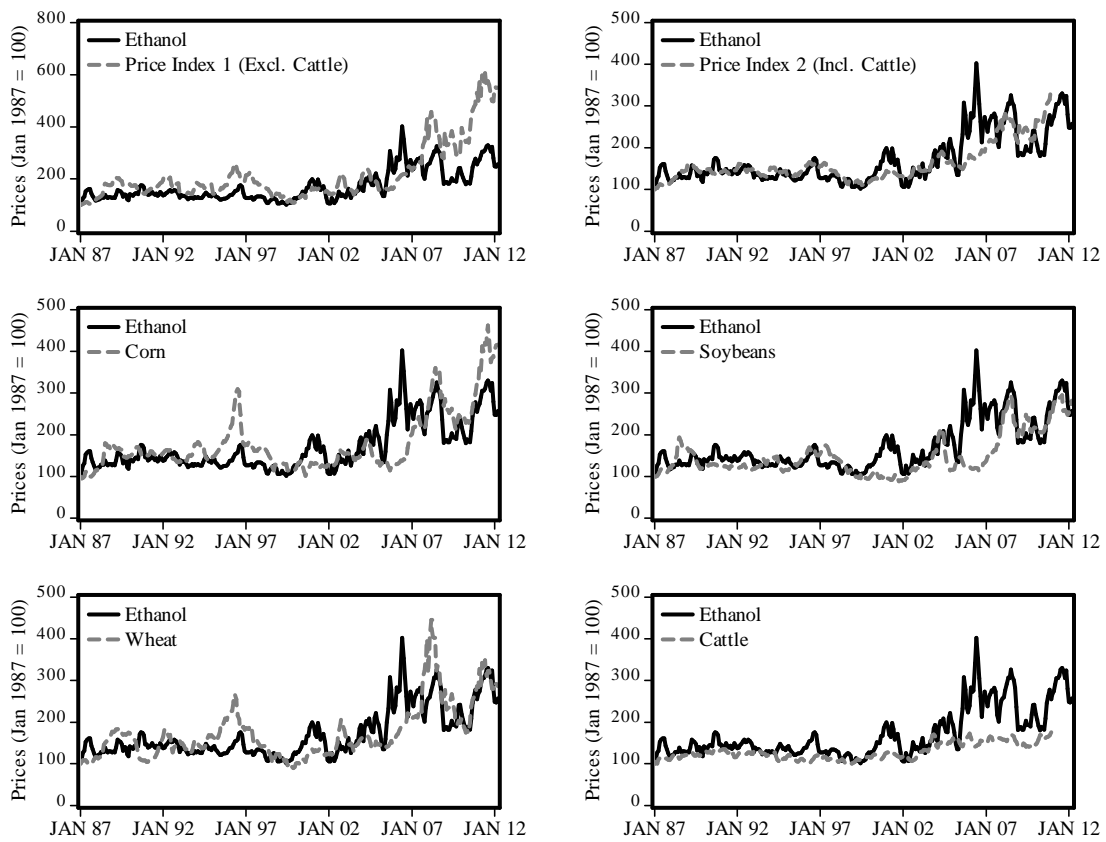 Prices (Jan 1987 = 100)
800
600
400
200
0
Ethanol
Price Index 1 (Excl. Cattle)
JAN 87 JAN 92 JAN 97 JAN 02 JAN 07 JAN 12
Prices (Jan 1987 = 100)
500
400
300
200
100
0
Ethanol
Price Index 2 (Incl. Cattle)
JAN 87 JAN 92 JAN 97 JAN 02 JAN 07 JAN 12
Prices (Jan 1987 = 100)
500
400
300
200
100
0
Ethanol
Corn
JAN 87 JAN 92 JAN 97 JAN 02 JAN 07 JAN 12
Prices (Jan 1987 = 100)
500
400
300
200
100
0
Ethanol
Soybeans
JAN 87 JAN 92 JAN 97 JAN 02 JAN 07 JAN 12
Prices (Jan 1987 = 100)
500
400
300
200
100
0
Ethanol
Wheat
JAN 87 JAN 92 JAN 97 JAN 02 JAN 07 JAN 12
Prices (Jan 1987 = 100)
500
400
300
200
100
0
Ethanol
Cattle
JAN 87 JAN 92 JAN 97 JAN 02 JAN 07 JAN 12